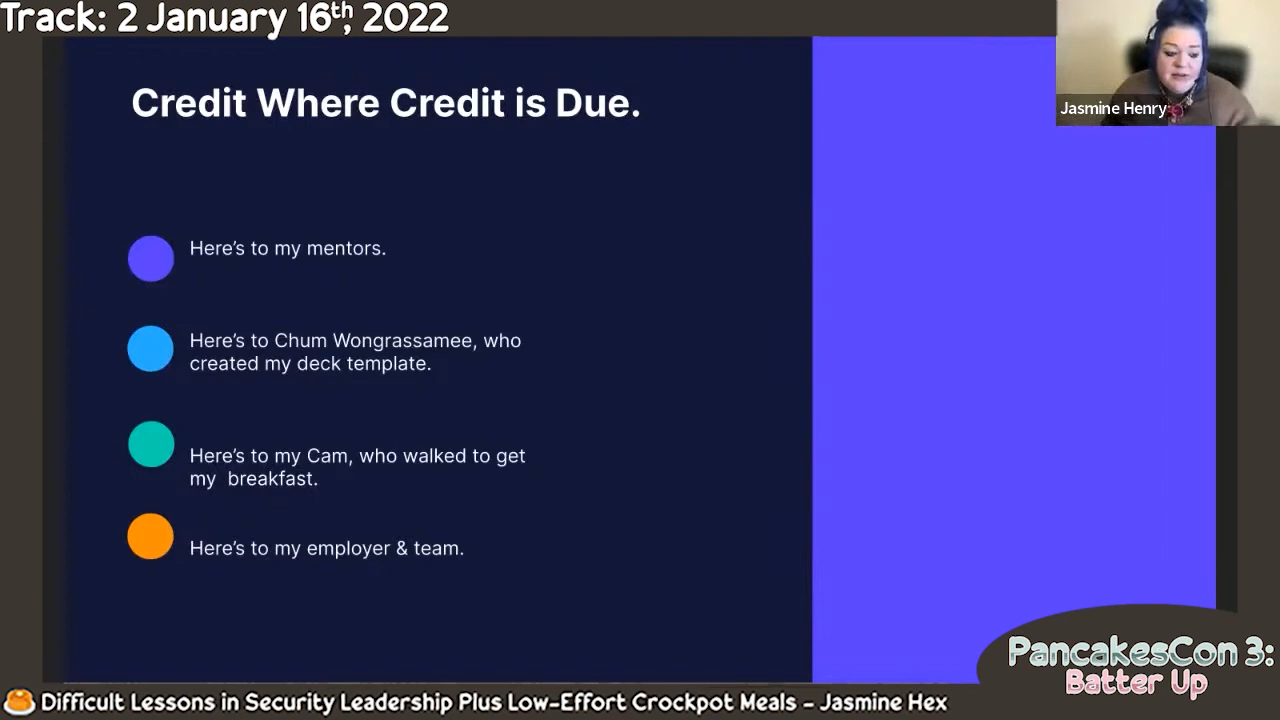 Track: 2 January 16th, 2022
Jasmine Henry
Credit Where Credit is Due.
Here's to my mentors.
Here's to Chum Wongrassamee, who
created my deck template.
Here's to my Cam, who walked to get
my  breakfast.
Here's to my employer & team.
PancakesCon 3:
Batter Up
Difficult Lessons in Security Leadership Plus Low-Effort Crockpot Meals - Jasmine Hex